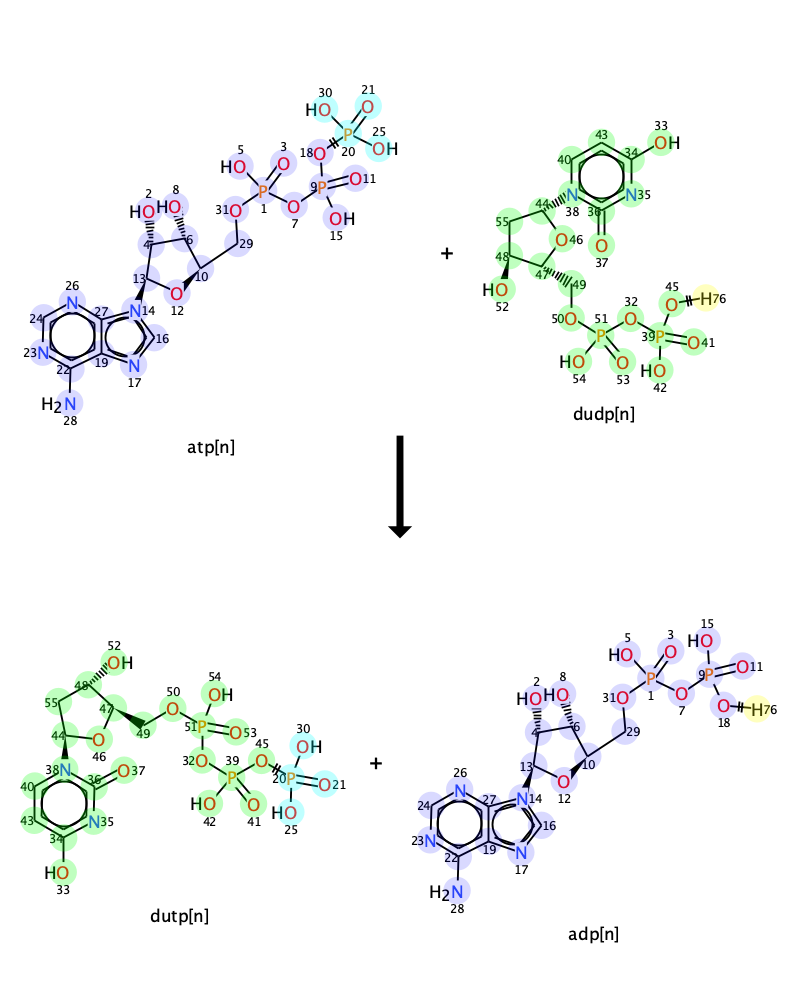 30 21
HO O
33
43
5 3 25
HO O 18 O P OH
20
40 34 OH
2 8 9 P O 11
HO HO P O OH
31 O 1 7 15
44 N 38 36 N 35
4 6 29
55 O 46 O 37
13 10
O 12
48 47 49
HO 52
26 N 27 N 14
45 O H 76
24 16
50 O 51 P O 32 39 P O 41
23 N 19 N 17
22
HO 54 O 53 HO 42
H2N 28
+
dudp[n]
atp[n]
52 OH
15
5 3 HO
HO O 9 P O 11
48 50 54
55 O OH
47 51 P O 53
2 8 31 O P 1 O 7 O 18 H 76
HO HO
44 O 46 49
4 6 29
32 O 39 P O 45 30 OH
20 P O 21
+
13 10
O 12
38 N 36 O 37
40 N 35
43 34
HO 42 O 41 HO 25
26 N 27 N 14
24 16
23 N 19 N 17
22
HO 33
H2N 28
dutp[n]
adp[n]